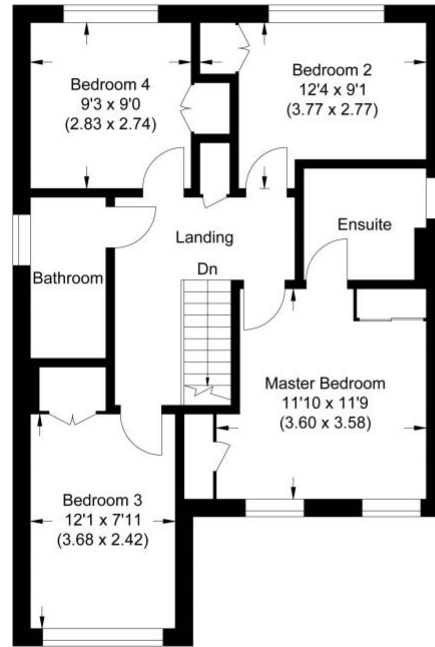 Bedroom 4
9'3 x 9'0
(2.83 x 2.74)
Bedroom 2
12'4 x 9'1
(3.77 x 2.77)
Landing
Dn
Ensuite
Bathroom
Master Bedroom
11'10 x 11'9
(3.60 x 3.58)
Bedroom 3
12'1 x 7'11
(3.68 x 2.42)